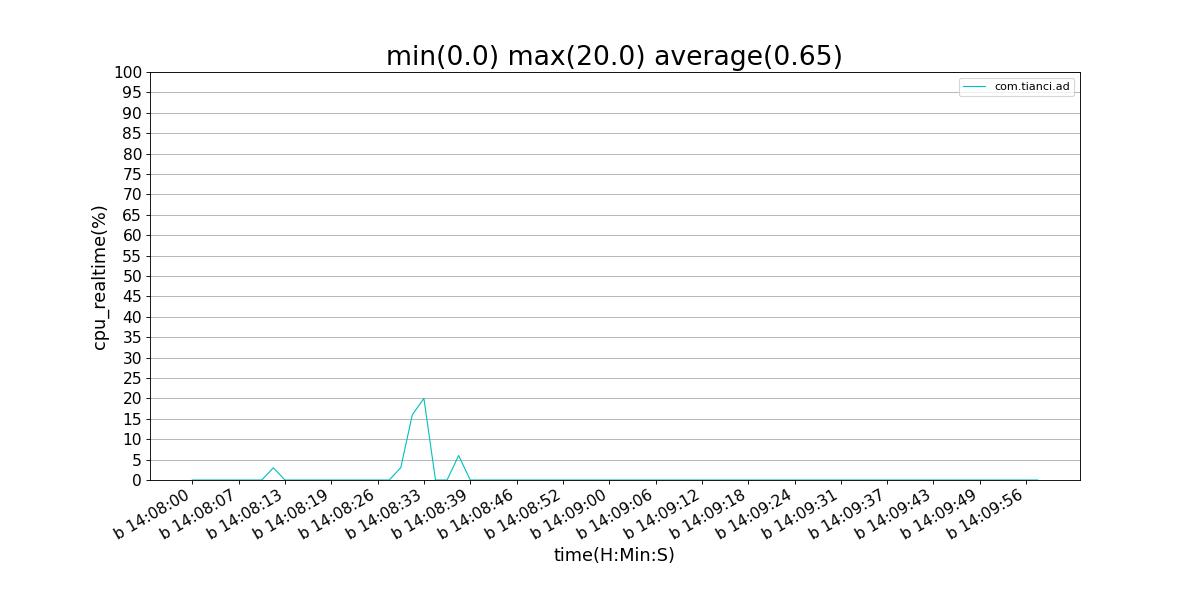 min(0.0) max(20.0) average(0.65)
com.tianci.ad
100
95
90
85
80
75
70
65
60
55
50
45
40
35
30
25
20
15
10
5
0
cpu_realtime(%)
b 14:08:00
b 14:08:07
b 14:08:13
b 14:08:19
b 14:08:26
b 14:08:33
b 14:08:39
b 14:08:46
b 14:08:52
b 14:09:00
b 14:09:06
b 14:09:12
b 14:09:18
b 14:09:24
b 14:09:31
b 14:09:37
b 14:09:43
b 14:09:49
b 14:09:56
time(H:Min:S)